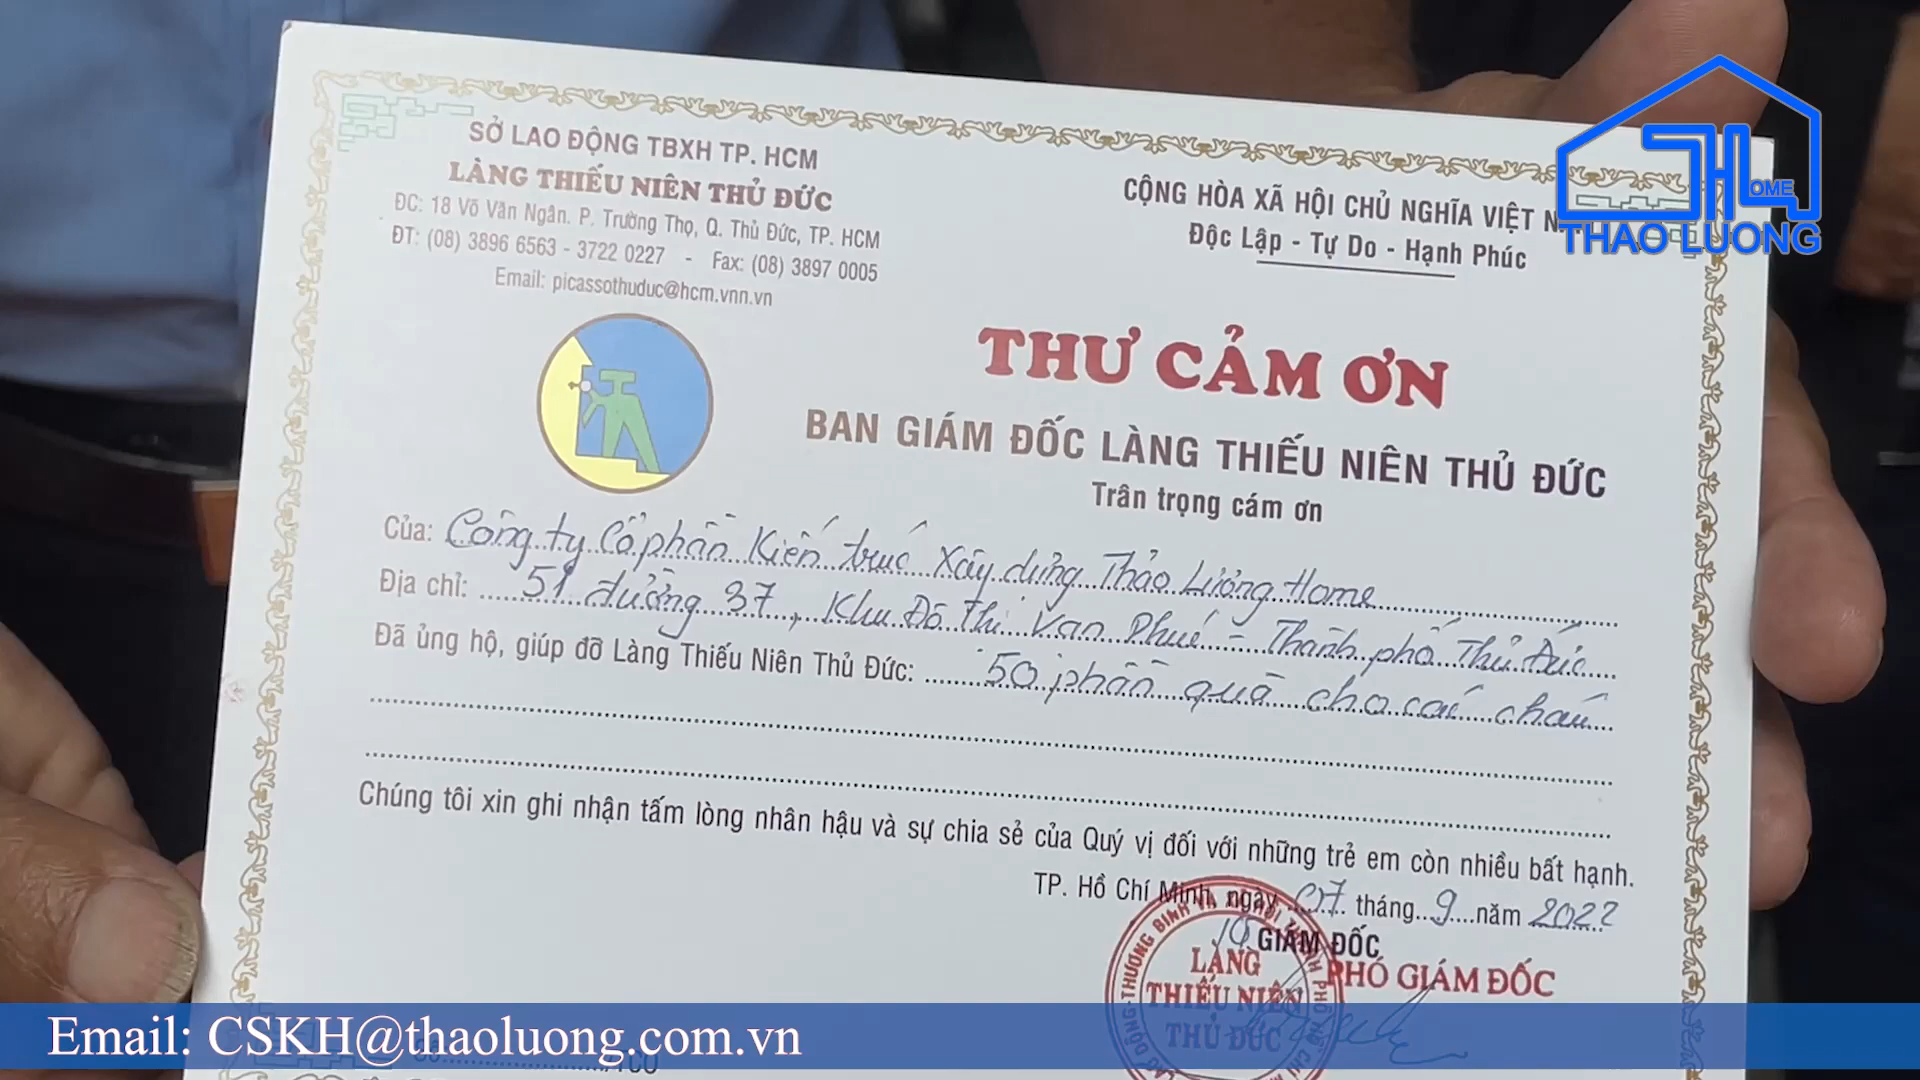 SỞ LAO ĐỘNG TBXH TP. HCM
LÀNG THIẾU NIÊN THỦ ĐỨC
ĐC: 18 Võ Văn Ngân. P. Trường Thọ, Q. Thủ Đức, TP. HCM
ĐT: (08) 3896 6563 - 3722 0227 - Fax: (08) 3897 0005
Email: picassothuduc@hcm.vnn.vn
CỘNG HÒA XÃ HỘI CHỦ NGHĨA VIỆT
Độc Lập - Tự Do - Hạnh Phúc
HOME
THAO LUONG
THƯ CẢM ƠN
BAN GIÁM ĐỐC LÀNG THIẾU NIÊN THỦ ĐỨC
Trân trọng cám ơn
Của: Công ty Cổ phần Kiến trúc Xây dựng Thảo Lương Home
Địa chỉ: 51 đường 37, Khu Đô Thị Vạn Phúc - Thành phố Thủ Đức
Đã ủng hộ, giúp đỡ Làng Thiếu Niên Thủ Đức: 50 phần quà cho các cháu
Chúng tôi xin ghi nhận tấm lòng nhân hậu và sự chia sẻ của Quý vị đối với những trẻ em còn nhiều bất hạnh.
TP. Hồ Chí Minh, ngày 07 tháng 9 năm 2022
GIÁM ĐỐC
PHÓ GIÁM ĐỐC
LÀNG
THIẾU NIÊN
THỦ ĐỨC
Email: CSKH@thaoluong.com.vn